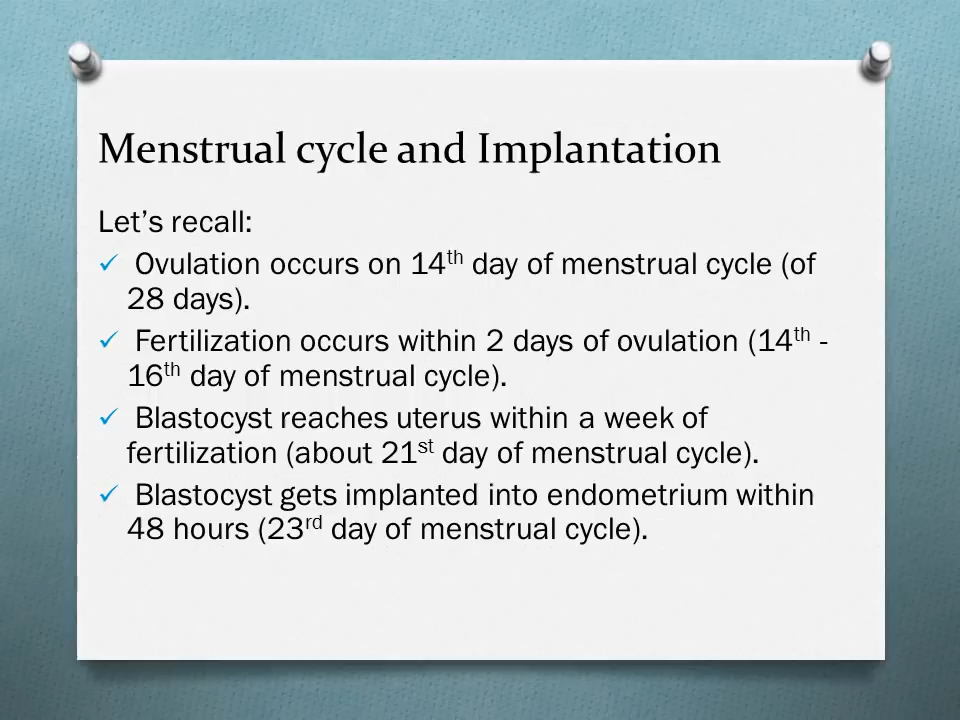 Menstrual cycle and Implantation
Let’s recall:
✓ Ovulation occurs on 14th day of menstrual cycle (of
28 days).
✓ Fertilization occurs within 2 days of ovulation (14th -
16th day of menstrual cycle).
✓ Blastocyst reaches uterus within a week of
fertilization (about 21st day of menstrual cycle).
✓ Blastocyst gets implanted into endometrium within
48 hours (23rd day of menstrual cycle).